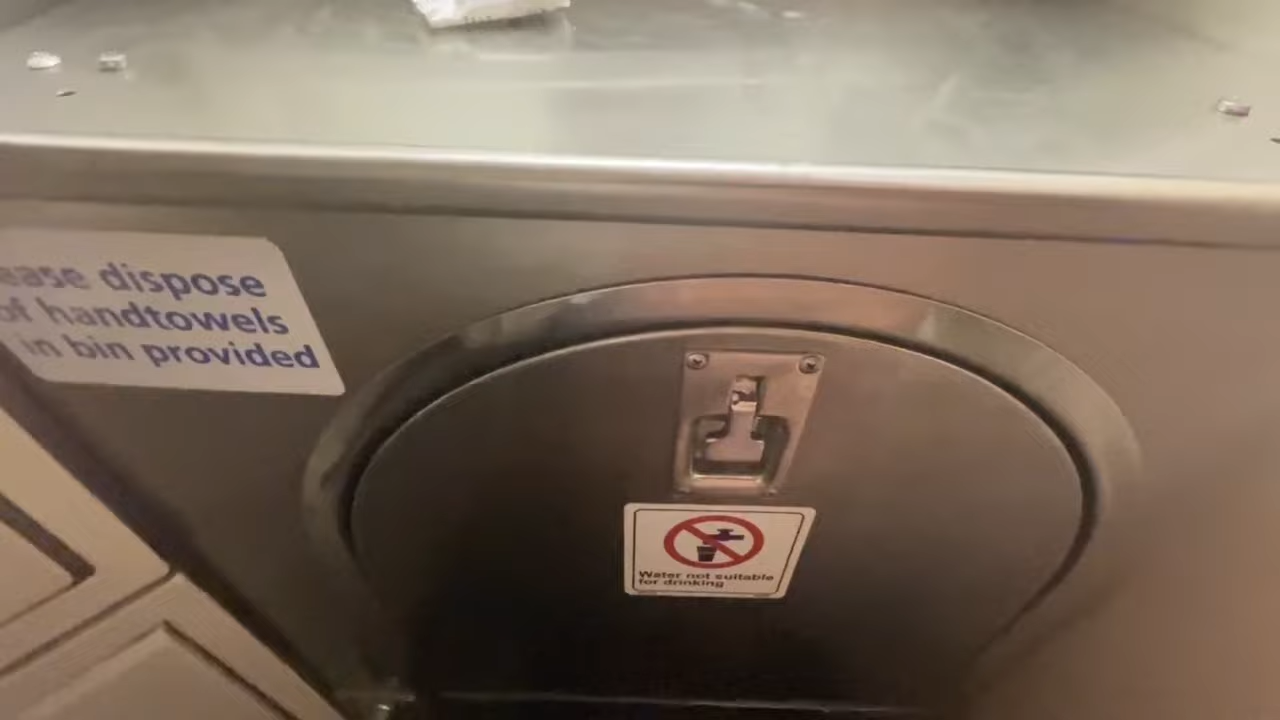 ease dispose
of handtowels
in bin provided
Water not suitable
for drinking